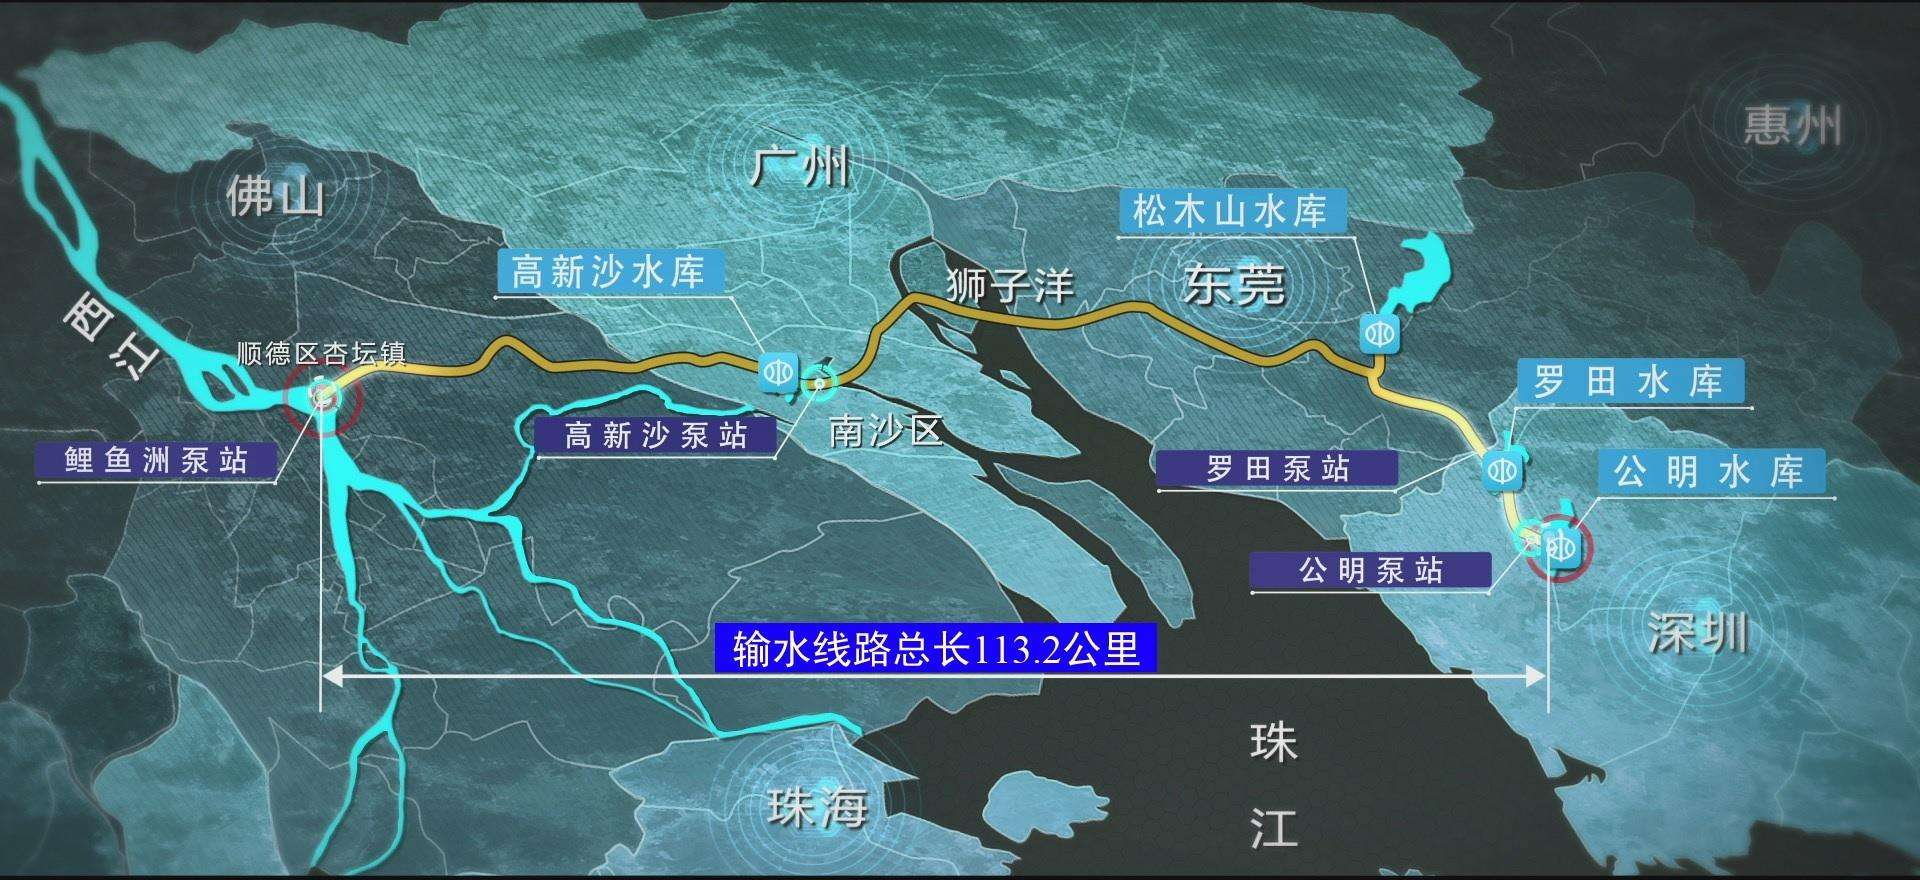 惠州
广州
佛山
松木山水库
高新沙水库
狮子洋
东莞
西江
顺德区杏坛镇
罗田水库
南沙区
高新沙泵站
鲤鱼洲泵站
罗田泵站
公明水库
公明泵站
深圳
输水线路总长113.2公里
珠江
珠海